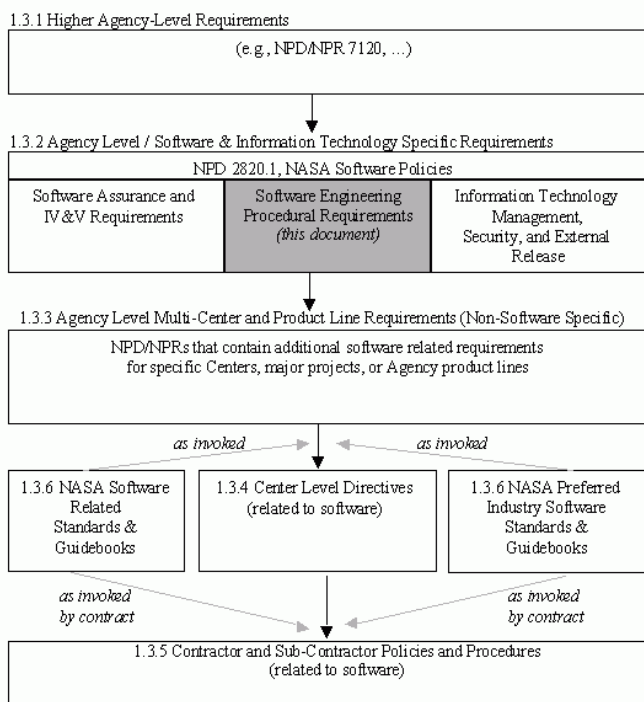 1.3.1 Higher Agency-Level Requirements
(e.g., NPD/NPR 7120, ...)
1.3.2 Agency Level / Software & Information Technology Specific Requirements
NPD 2820.1, NASA Software Policies
Software Assurance and
IV&V Requirements
Software Engineering
Procedural Requirements
(this document)
Information Technology
Management,
Security, and External
Release
1.3.3 Agency Level Multi-Center and Product Line Requirements (Non-Software Specific)
NPD/NPRs that contain additional software related requirements
for specific Centers, major projects, or Agency product lines
as invoked
as invoked
1.3.6 NASA Software
Related
Standards &
Guidebooks
1.3.4 Center Level Directives
(related to software)
1.3.6 NASA Preferred
Industry Software
Standards &
Guidebooks
as invoked
by contract
as invoked
by contract
1.3.5 Contractor and Sub-Contractor Policies and Procedures
(related to software)